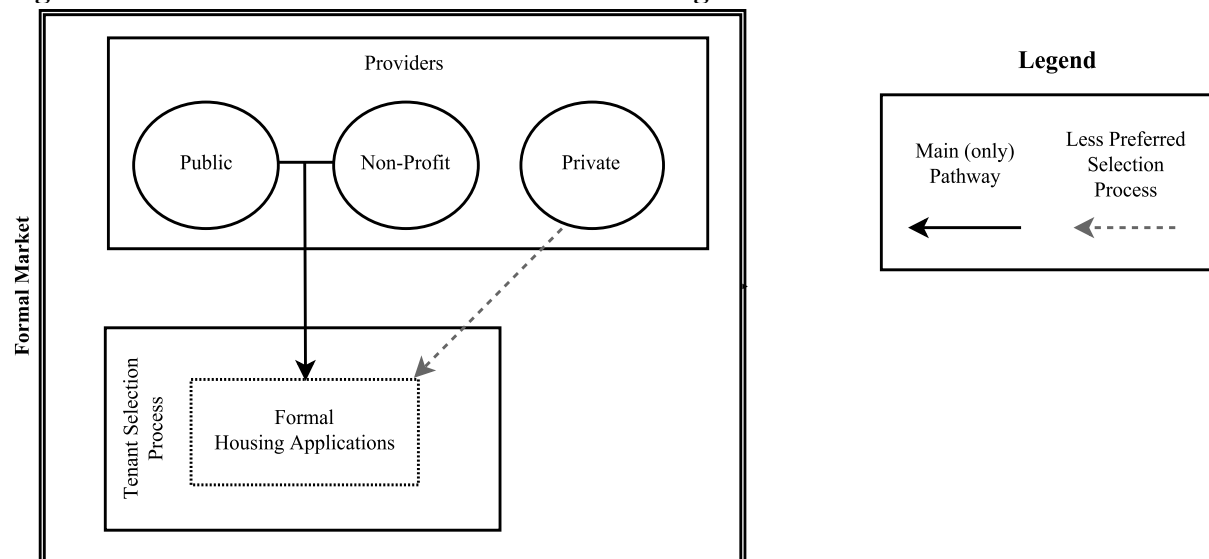 Providers
Public
Non-Profit
Private
Formal Market
Tenant Selection
Process
Formal
Housing Applications
Legend
Main (only)
Pathway
Less Preferred
Selection
Process